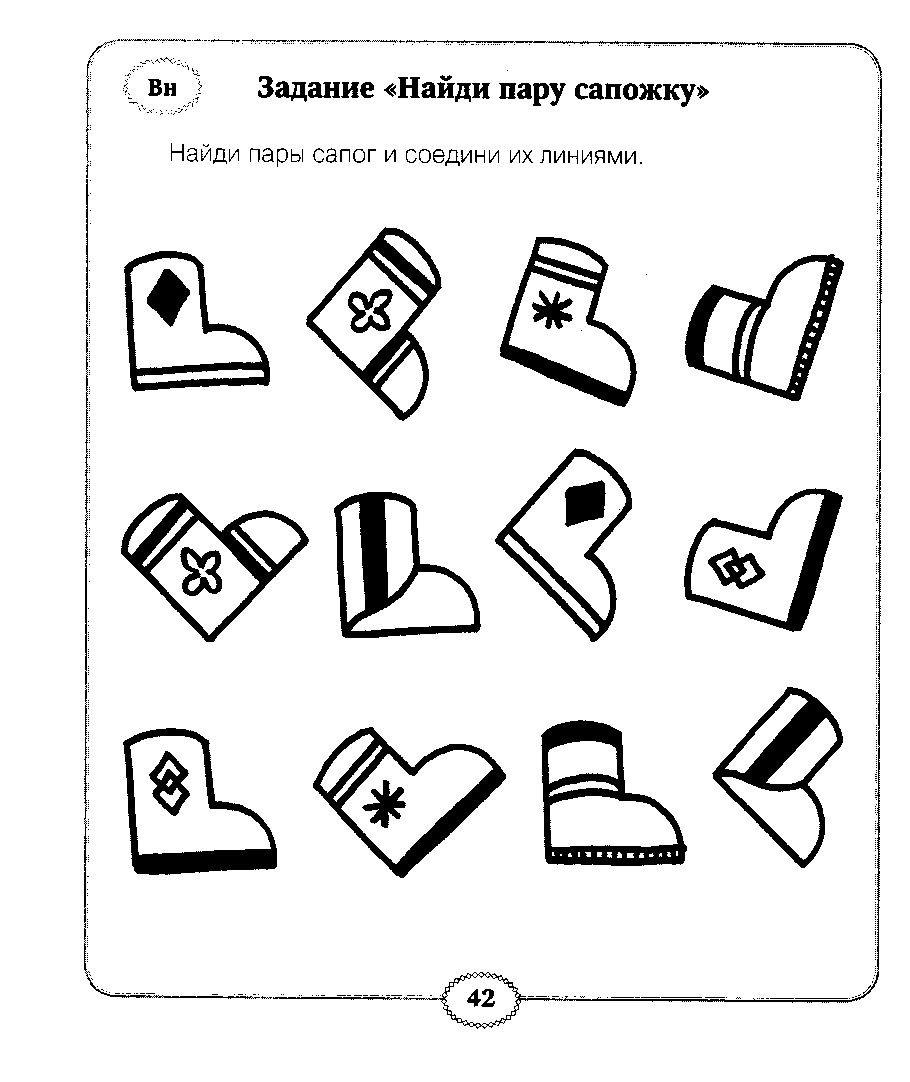 Вн
Задание «Найди пару сапожку»
Найди пары сапог и соедини их линиями.
42